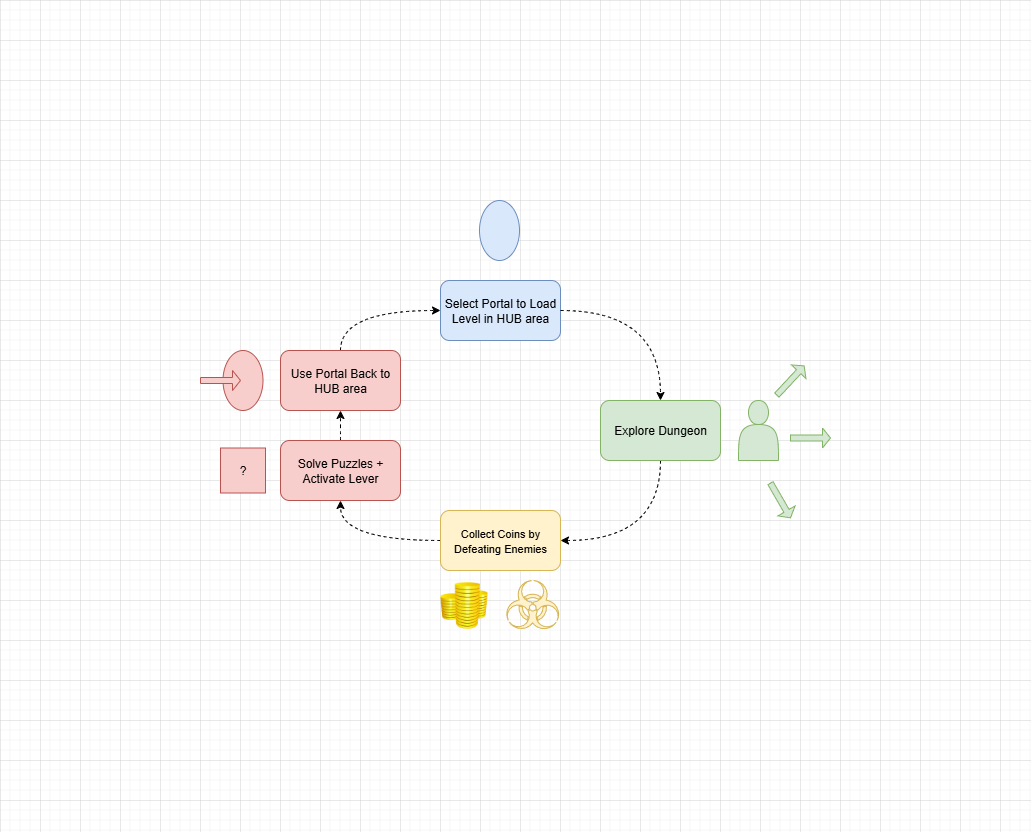 Select Portal to Load
Level in HUB area
Use Portal Back to
HUB area
Explore Dungeon
?
Solve Puzzles +
Activate Lever
Collect Coins by
Defeating Enemies